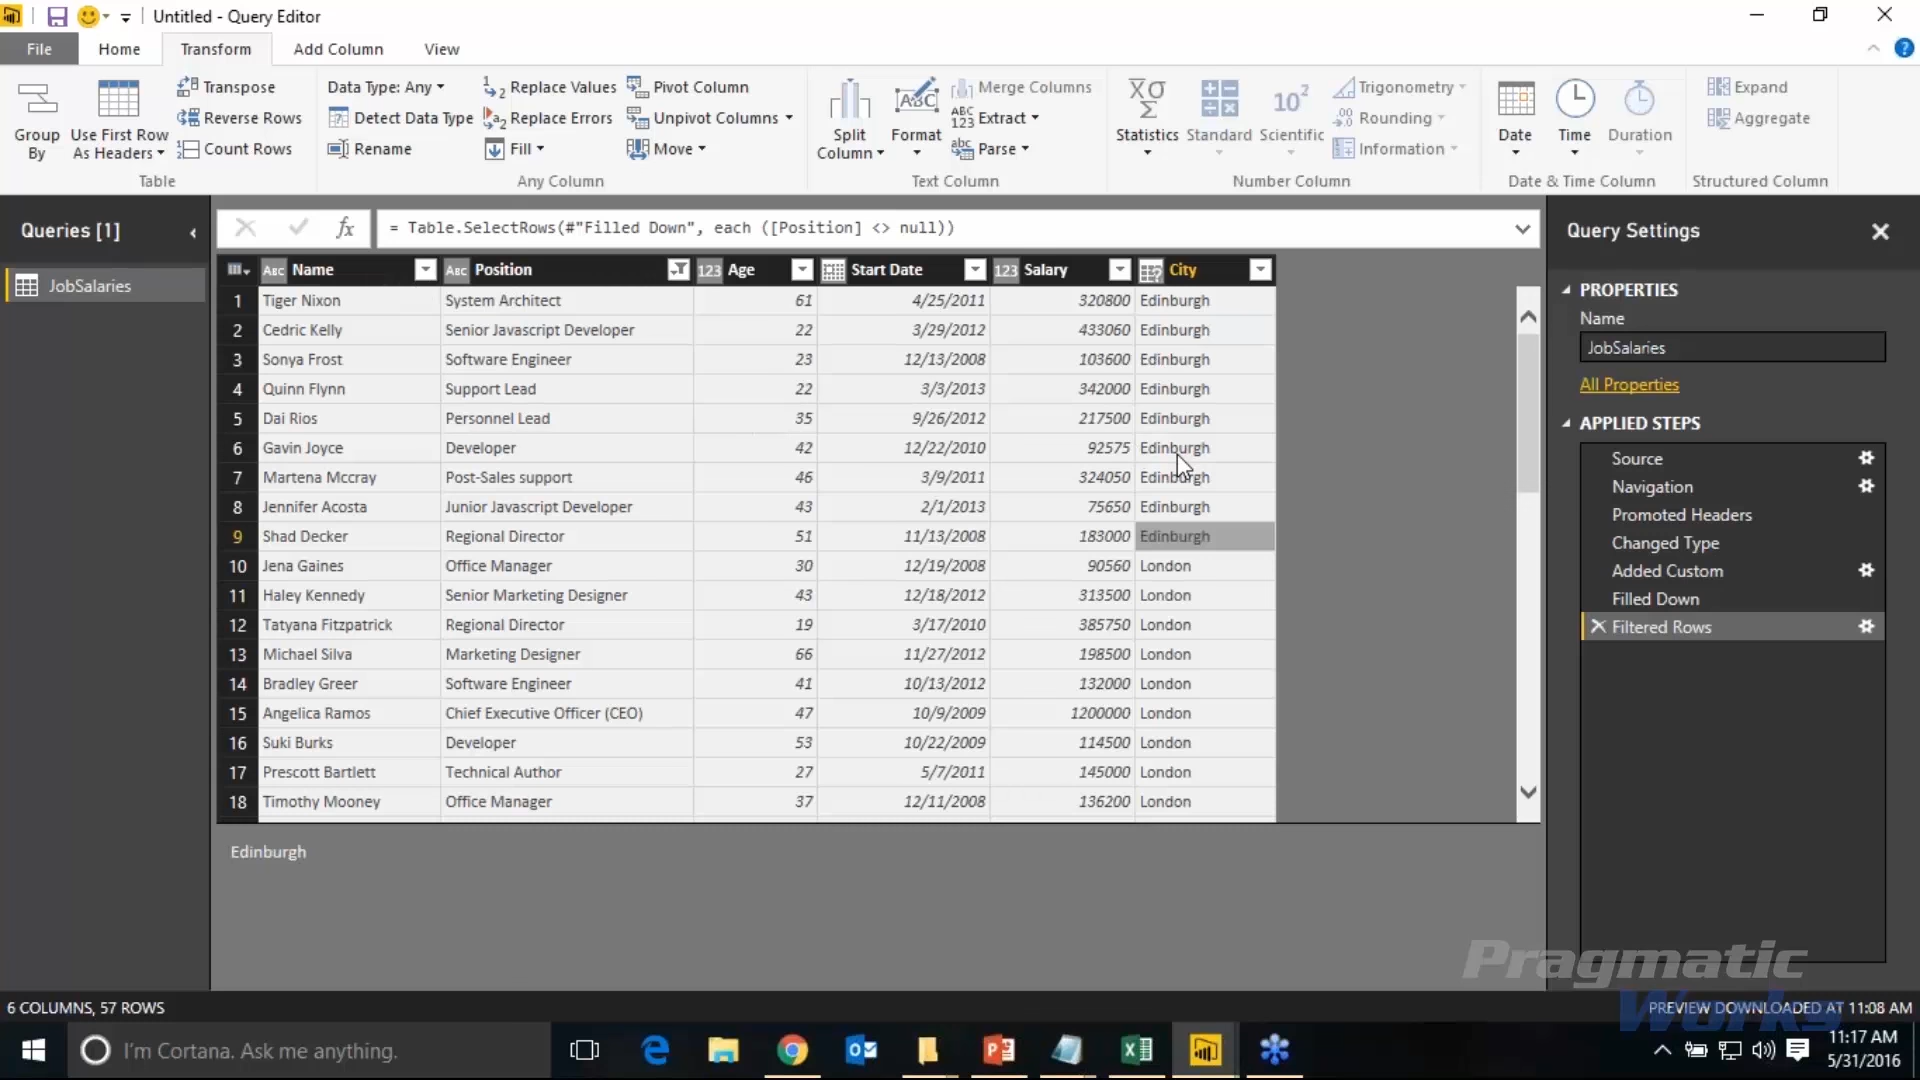 Untitled - Query Editor
File Home Transform Add Column View
Group By
Use First Row As Headers
Transpose
Reverse Rows
Count Rows
Table
Data Type: Any
Detect Data Type
Rename
Replace Values
Replace Errors
Fill
Pivot Column
Unpivot Columns
Move
Any Column
Split Column
Format
Merge Columns
Extract
Parse
Text Column
Statistics
Standard
Scientific
Trigonometry
Rounding
Information
Number Column
Date
Time
Duration
Date & Time Column
Expand
Aggregate
Structured Column
Queries [1]
JobSalaries
= Table.SelectRows(#"Filled Down", each ([Position] <> null))
Name Position Age Start Date Salary City
1 Tiger Nixon System Architect 61 4/25/2011 320800 Edinburgh
2 Cedric Kelly Senior Javascript Developer 22 3/29/2012 433060 Edinburgh
3 Sonya Frost Software Engineer 23 12/13/2008 103600 Edinburgh
4 Quinn Flynn Support Lead 22 3/3/2013 342000 Edinburgh
5 Dai Rios Personnel Lead 35 9/26/2012 217500 Edinburgh
6 Gavin Joyce Developer 42 12/22/2010 92575 Edinburgh
7 Martena Mccray Post-Sales support 46 3/9/2011 324050 Edinburgh
8 Jennifer Acosta Junior Javascript Developer 43 2/1/2013 75650 Edinburgh
9 Shad Decker Regional Director 51 11/13/2008 183000 Edinburgh
10 Jena Gaines Office Manager 30 12/19/2008 90560 London
11 Haley Kennedy Senior Marketing Designer 43 12/18/2012 313500 London
12 Tatyana Fitzpatrick Regional Director 19 3/17/2010 385750 London
13 Michael Silva Marketing Designer 66 11/27/2012 198500 London
14 Bradley Greer Software Engineer 41 10/13/2012 132000 London
15 Angelica Ramos Chief Executive Officer (CEO) 47 10/9/2009 1200000 London
16 Suki Burks Developer 53 10/22/2009 114500 London
17 Prescott Bartlett Technical Author 27 5/7/2011 145000 London
18 Timothy Mooney Office Manager 37 12/11/2008 136200 London
Edinburgh
Query Settings
PROPERTIES
Name
JobSalaries
All Properties
APPLIED STEPS
Source
Navigation
Promoted Headers
Changed Type
Added Custom
Filled Down
Filtered Rows
Pragmatic
Works
6 COLUMNS, 57 ROWS
PREVIEW DOWNLOADED AT 11:08 AM
I'm Cortana. Ask me anything.
11:17 AM
5/31/2016